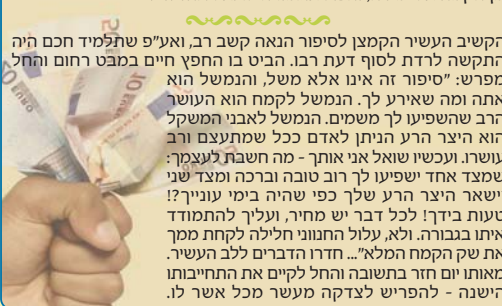 הקשיב העשיר הקמצן לסיפור הנאה קשב רב, ואע״פ שתלמיד חכם היה
התקשה לרדת לסוף דעת רבו. הביט בו החפץ חיים במבט רחום והחל
מפרש: ״סיפור זה אינו אלא משל, והנמשל הוא
אתה ומה שאירע לך. הנמשל לקמח הוא העושר
הרב שהשפיעו לך משמים. הנמשל לאבני המשקל
הוא היצר הרע הניתן לאדם ככל שמתעצם ורב
עושרו. ועכשיו שואל אני אותך - מה חשבת לעצמך:
שמצד אחד ישפיעו לך רוב טובה וברכה ומצד שני
יישאר היצר הרע שלך כפי שהיה בימי עונייך?!
טעות בידך! לכל דבר יש מחיר, ועליך להתמודד
איתו בגבורה. ולא, עלול החנווני חלילה לקחת ממך
את שק הקמח המלא״... חדרו הדברים ללב העשיר.
מאותו יום חזר בתשובה והחל לקיים את התחייבותו
הישנה - להפריש לצדקה מעשר מכל אשר לו.